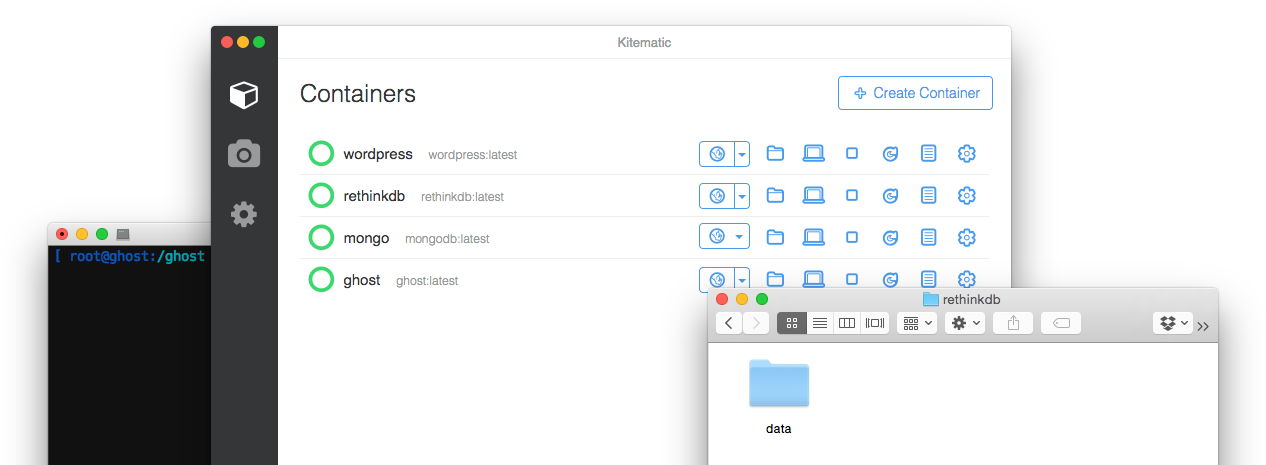 Kitematic
Containers
Create Container
wordpress wordpress:latest
rethinkdb rethinkdb:latest
mongo mongodb:latest
ghost ghost:latest
[ root@ghost:/ghost
rethinkdb
data